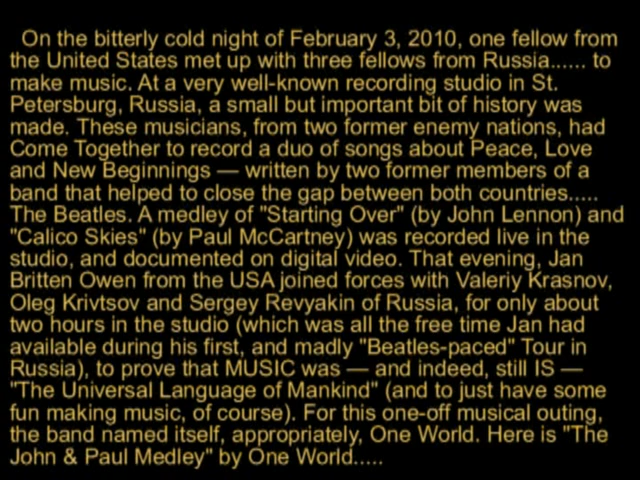 On the bitterly cold night of February 3, 2010, one fellow from
the United States met up with three fellows from Russia...... to
make music. At a very well-known recording studio in St.
Petersburg, Russia, a small but important bit of history was
made. These musicians, from two former enemy nations, had
Come Together to record a duo of songs about Peace, Love
and New Beginnings — written by two former members of a
band that helped to close the gap between both countries.....
The Beatles. A medley of "Starting Over" (by John Lennon) and
"Calico Skies" (by Paul McCartney) was recorded live in the
studio, and documented on digital video. That evening, Jan
Britten Owen from the USA joined forces with Valeriy Krasnov,
Oleg Krivtsov and Sergey Revyakin of Russia, for only about
two hours in the studio (which was all the free time Jan had
available during his first, and madly "Beatles-paced" Tour in
Russia), to prove that MUSIC was — and indeed, still IS —
"The Universal Language of Mankind" (and to just have some
fun making music, of course). For this one-off musical outing,
the band named itself, appropriately, One World. Here is "The
John & Paul Medley" by One World.....